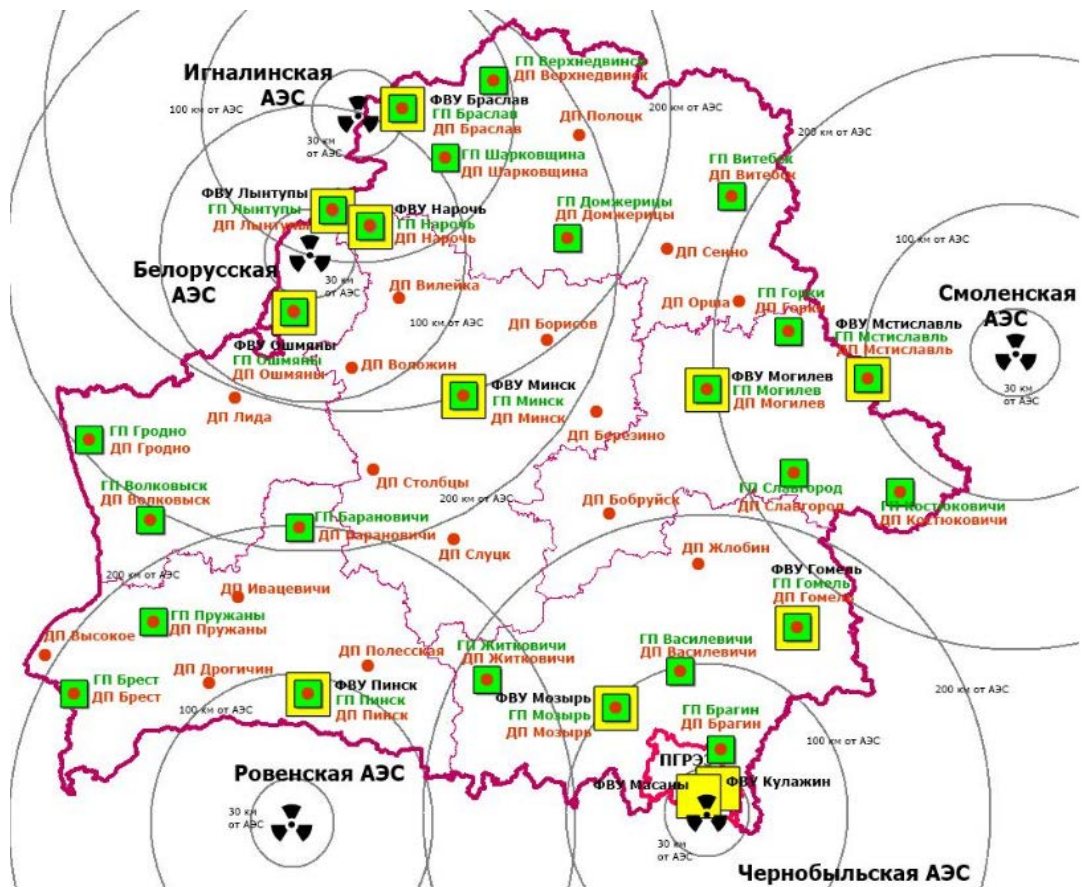 ГП Верхнедвинск
ДП Верхнедвинск
Игналинская
АЭС
100 км от АЭС
200 км от АЭС
200 км от АЭС
ФВУ Браслав
ГП Браслав
ДП Браслав
ДП Полоцк
30 км
от АЭС
ГП Шарковщина
ДП Шарковщина
ГП Витебск
ДП Витебск
ФВУ Лынтупы
ГП Лынтупы
ДП Лынтупы
ФВУ Нарочь
ГП Нарочь
ДП Нарочь
ГП Домжерицы
ДП Домжерицы
100 км от АЭС
ДП Сенно
Белорусская
АЭС
30 км
от АЭС
ДП Вилейка
ДП Орша
ГП Горки
ДП Горки
Смоленская
АЭС
100 км от АЭС
ДП Борисов
ФВУ Мстиславль
ГП Мстиславль
ДП Мстиславль
ФВУ Ошмяны
ГП Ошмяны
ДП Ошмяны
ДП Воложин
ФВУ Минск
ГП Минск
ДП Минск
ФВУ Могилев
ГП Могилев
ДП Могилев
30 км
от АЭС
ДП Лида
ДП Березино
ГП Гродно
ДП Гродно
ДП Столбцы
ГП Волковыск
ДП Волковыск
200 км от АЭС
ДП Бобруйск
ГП Славгород
ДП Славгород
ГП Костюковичи
ДП Костюковичи
ГП Барановичи
ДП Барановичи
ДП Слуцк
ДП Жлобин
200 км от АЭС
ФВУ Гомель
ГП Гомель
ДП Гомель
ДП Ивацевичи
ГП Пружаны
ДП Пружаны
ДП Высокое
ДП Дрогичин
ДП Полесская
ГП Житковичи
ДП Житковичи
ГП Василевичи
ДП Василевичи
ГП Брест
ДП Брест
100 км от АЭС
ФВУ Пинск
ГП Пинск
ДП Пинск
ФВУ Мозырь
ГП Мозырь
ДП Мозырь
200 км от АЭС
ГП Брагин
ДП Брагин
100 км от АЭС
Ровенская АЭС
ПГРЭЗ
ФВУ Масаны
ФВУ Кулажин
30 км
от АЭС
30 км
от АЭС
Чернобыльская АЭС